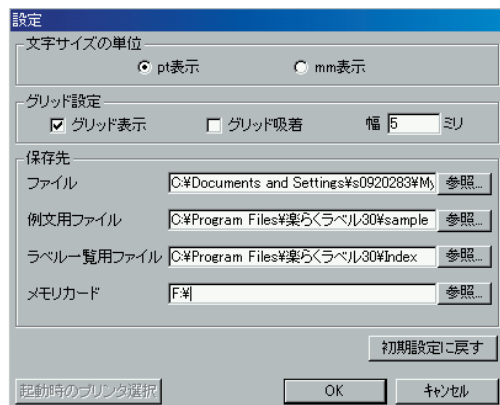 設定
文字サイズの単位
pt表示 mm表示
グリッド設定
グリッド表示 グリッド吸着 幅 5 ミリ
保存先
ファイル C:¥Documents and Settings¥s0920283¥My 参照...
例文用ファイル C:¥Program Files¥楽らくラベル30¥sample 参照...
ラベル一覧用ファイル C:¥Program Files¥楽らくラベル30¥Index 参照...
メモリカード F:¥ 参照...
初期設定に戻す
起動時のプリンタ選択 OK キャンセル